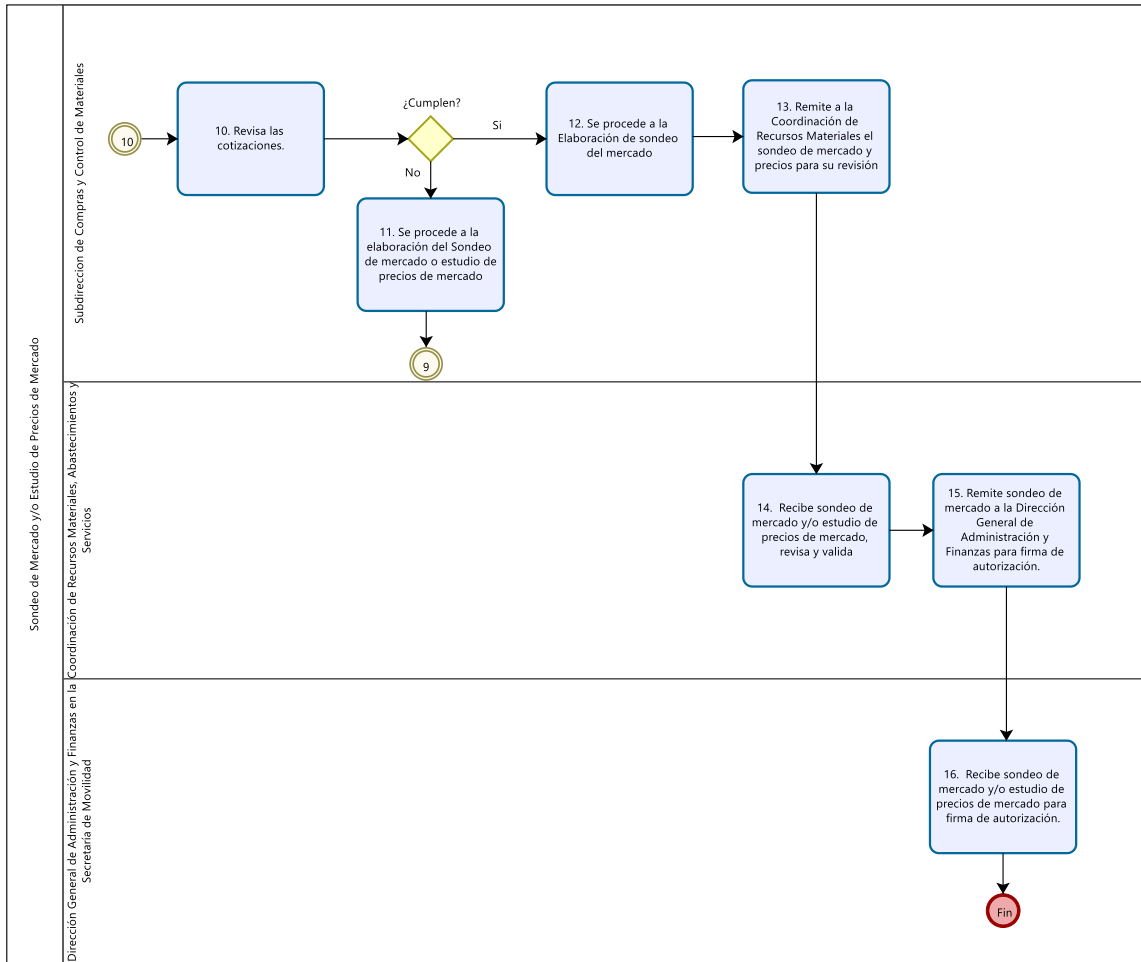 Sondeo de Mercado y/o Estudio de Precios de Mercado
Subdireccion de Compras y Control de Materiales
10
10. Revisa las
cotizaciones.
¿Cumplen?
Si
No
11. Se procede a la
elaboración del Sondeo
de mercado o estudio de
precios de mercado
9
12. Se procede a la
Elaboración de sondeo
del mercado
13. Remite a la
Coordinación de
Recursos Materiales el
sondeo de mercado y
precios para su revisión
Coordinación de Recursos Materiales, Abastecimientos y
Servicios
14. Recibe sondeo de
mercado y/o estudio de
precios de mercado,
revisa y valida
15. Remite sondeo de
mercado a la Dirección
General de
Administración y
Finanzas para firma de
autorización.
Dirección General de Administración y Finanzas en la
Secretaría de Movilidad
16. Recibe sondeo de
mercado y/o estudio de
precios de mercado para
firma de autorización.
Fin